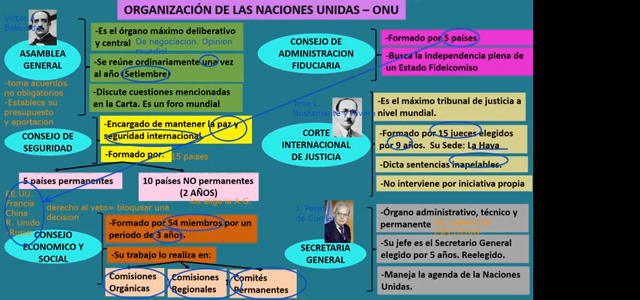 ORGANIZACIÓN DE LAS NACIONES UNIDAS – ONU
ASAMBLEA
GENERAL
-toma acuerdos
no obligatorios
-Establece su
presupuesto
y aportacion
-Es el órgano máximo deliberativo
y central De negociacion. Opinion
mundial
-Se reúne ordinariamente una vez
al año (Setiembre)
-Discute cuestiones mencionadas
en la Carta. Es un foro mundial
CONSEJO DE
SEGURIDAD
-Encargado de mantener la paz y
seguridad internacional
-Formado por: 15 paises
5 países permanentes
10 países NO permanentes
(2 AÑOS)
EE.UU.
Francia
China
R. Unido
derecho al veto= bloquear una
decision
CONSEJO
ECONOMICO Y
SOCIAL
-Formado por 54 miembros por un
periodo de 3 años.
-Su trabajo lo realiza en:
Comisiones
Orgánicas
Comisiones
Regionales
Comités
Permanentes
CONSEJO DE
ADMINISTRACION
FIDUCIARIA
-Formado por 5 países
-Busca la independencia plena de
un Estado Fideicomiso
Jose L.
CORTE
INTERNACIONAL
DE JUSTICIA
-Es el máximo tribunal de justicia a
nivel mundial.
-Formado por 15 jueces elegidos
por 9 años. Su Sede: La Haya
-Dicta sentencias inapelables.
-No interviene por iniciativa propia
SECRETARIA
GENERAL
-Órgano administrativo, técnico y
permanente
-Su jefe es el Secretario General
elegido por 5 años. Reelegido.
-Maneja la agenda de la Naciones
Unidas.